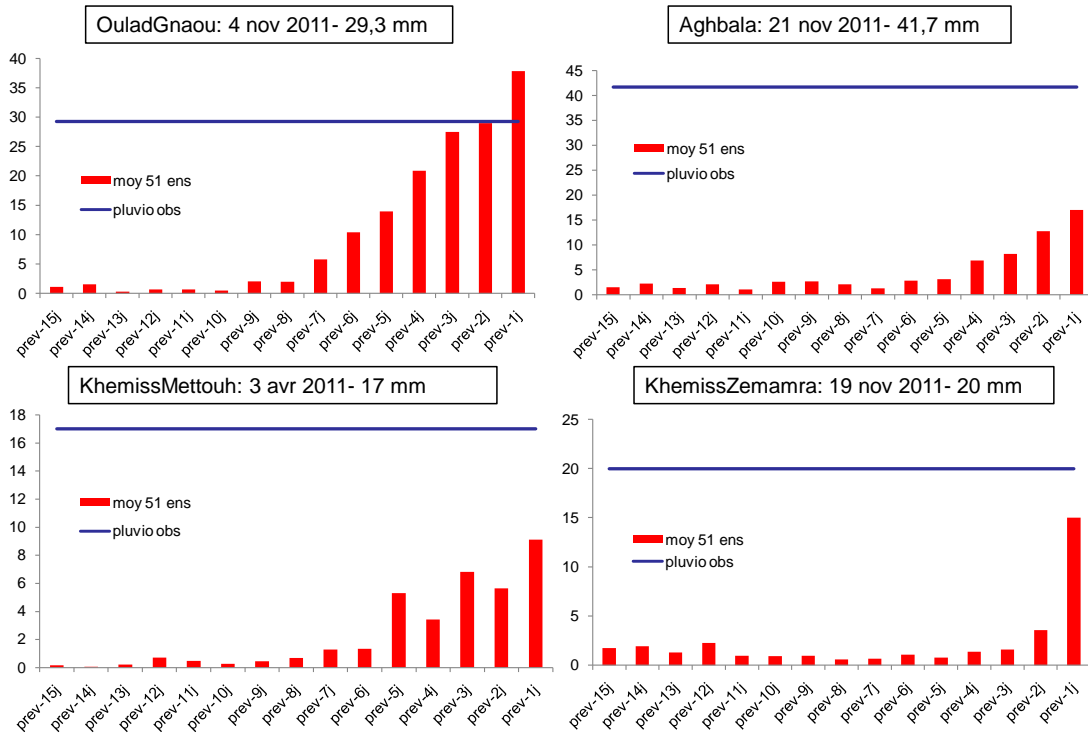 OuladGnaou: 4 nov 2011- 29,3 mm
40
35
30
25
20
15
10
5
0
moy 51 ens
pluvio obs
prev-15j
prev-14j
prev-13j
prev-12j
prev-11j
prev-10j
prev-9j
prev-8j
prev-7j
prev-6j
prev-5j
prev-4j
prev-3j
prev-2j
prev-1j
Aghbala: 21 nov 2011- 41,7 mm
45
40
35
30
25
20
15
10
5
0
moy 51 ens
pluvio obs
prev-15j
prev-14j
prev-13j
prev-12j
prev-11j
prev-10j
prev-9j
prev-8j
prev-7j
prev-6j
prev-5j
prev-4j
prev-3j
prev-2j
prev-1j
KhemissMettouh: 3 avr 2011- 17 mm
18
16
14
12
10
8
6
4
2
0
moy 51 ens
pluvio obs
prev-15j
prev-14j
prev-13j
prev-12j
prev-11j
prev-10j
prev-9j
prev-8j
prev-7j
prev-6j
prev-5j
prev-4j
prev-3j
prev-2j
prev-1j
KhemissZemamra: 19 nov 2011- 20 mm
25
20
15
10
5
0
moy 51 ens
pluvio obs
prev-15j
prev-14j
prev-13j
prev-12j
prev-11j
prev-10j
prev-9j
prev-8j
prev-7j
prev-6j
prev-5j
prev-4j
prev-3j
prev-2j
prev-1j